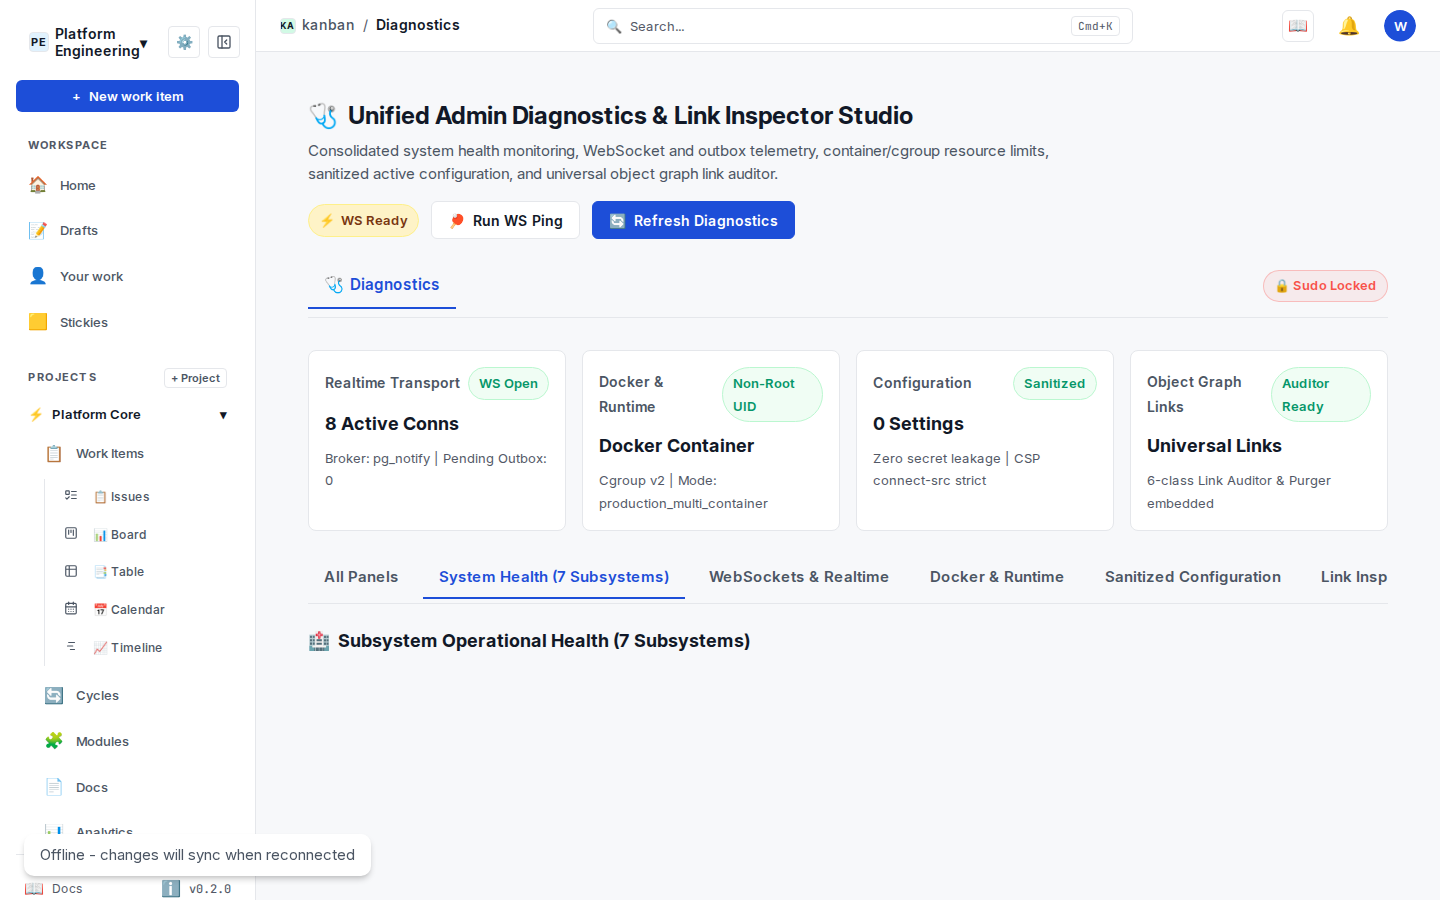 PE
Platform
Engineering▾
+ New work item
WORKSPACE
Home
Drafts
Your work
Stickies
PROJECTS
+ Project
Platform Core
Work Items
Issues
Board
Table
Calendar
Timeline
Cycles
Modules
Docs
Analytics
Offline - changes will sync when reconnected
Docs
v0.2.0
KA kanban / Diagnostics
Search...
Cmd+K
W
Unified Admin Diagnostics & Link Inspector Studio
Consolidated system health monitoring, WebSocket and outbox telemetry, container/cgroup resource limits,
sanitized active configuration, and universal object graph link auditor.
WS Ready
Run WS Ping
Refresh Diagnostics
Diagnostics
Sudo Locked
Realtime Transport
WS Open
8 Active Conns
Broker: pg_notify | Pending Outbox:
0
Docker &
Runtime
Non-Root
UID
Docker Container
Cgroup v2 | Mode:
production_multi_container
Configuration
Sanitized
0 Settings
Zero secret leakage | CSP
connect-src strict
Object Graph
Links
Auditor
Ready
Universal Links
6-class Link Auditor & Purger
embedded
All Panels
System Health (7 Subsystems)
WebSockets & Realtime
Docker & Runtime
Sanitized Configuration
Link Insp
Subsystem Operational Health (7 Subsystems)